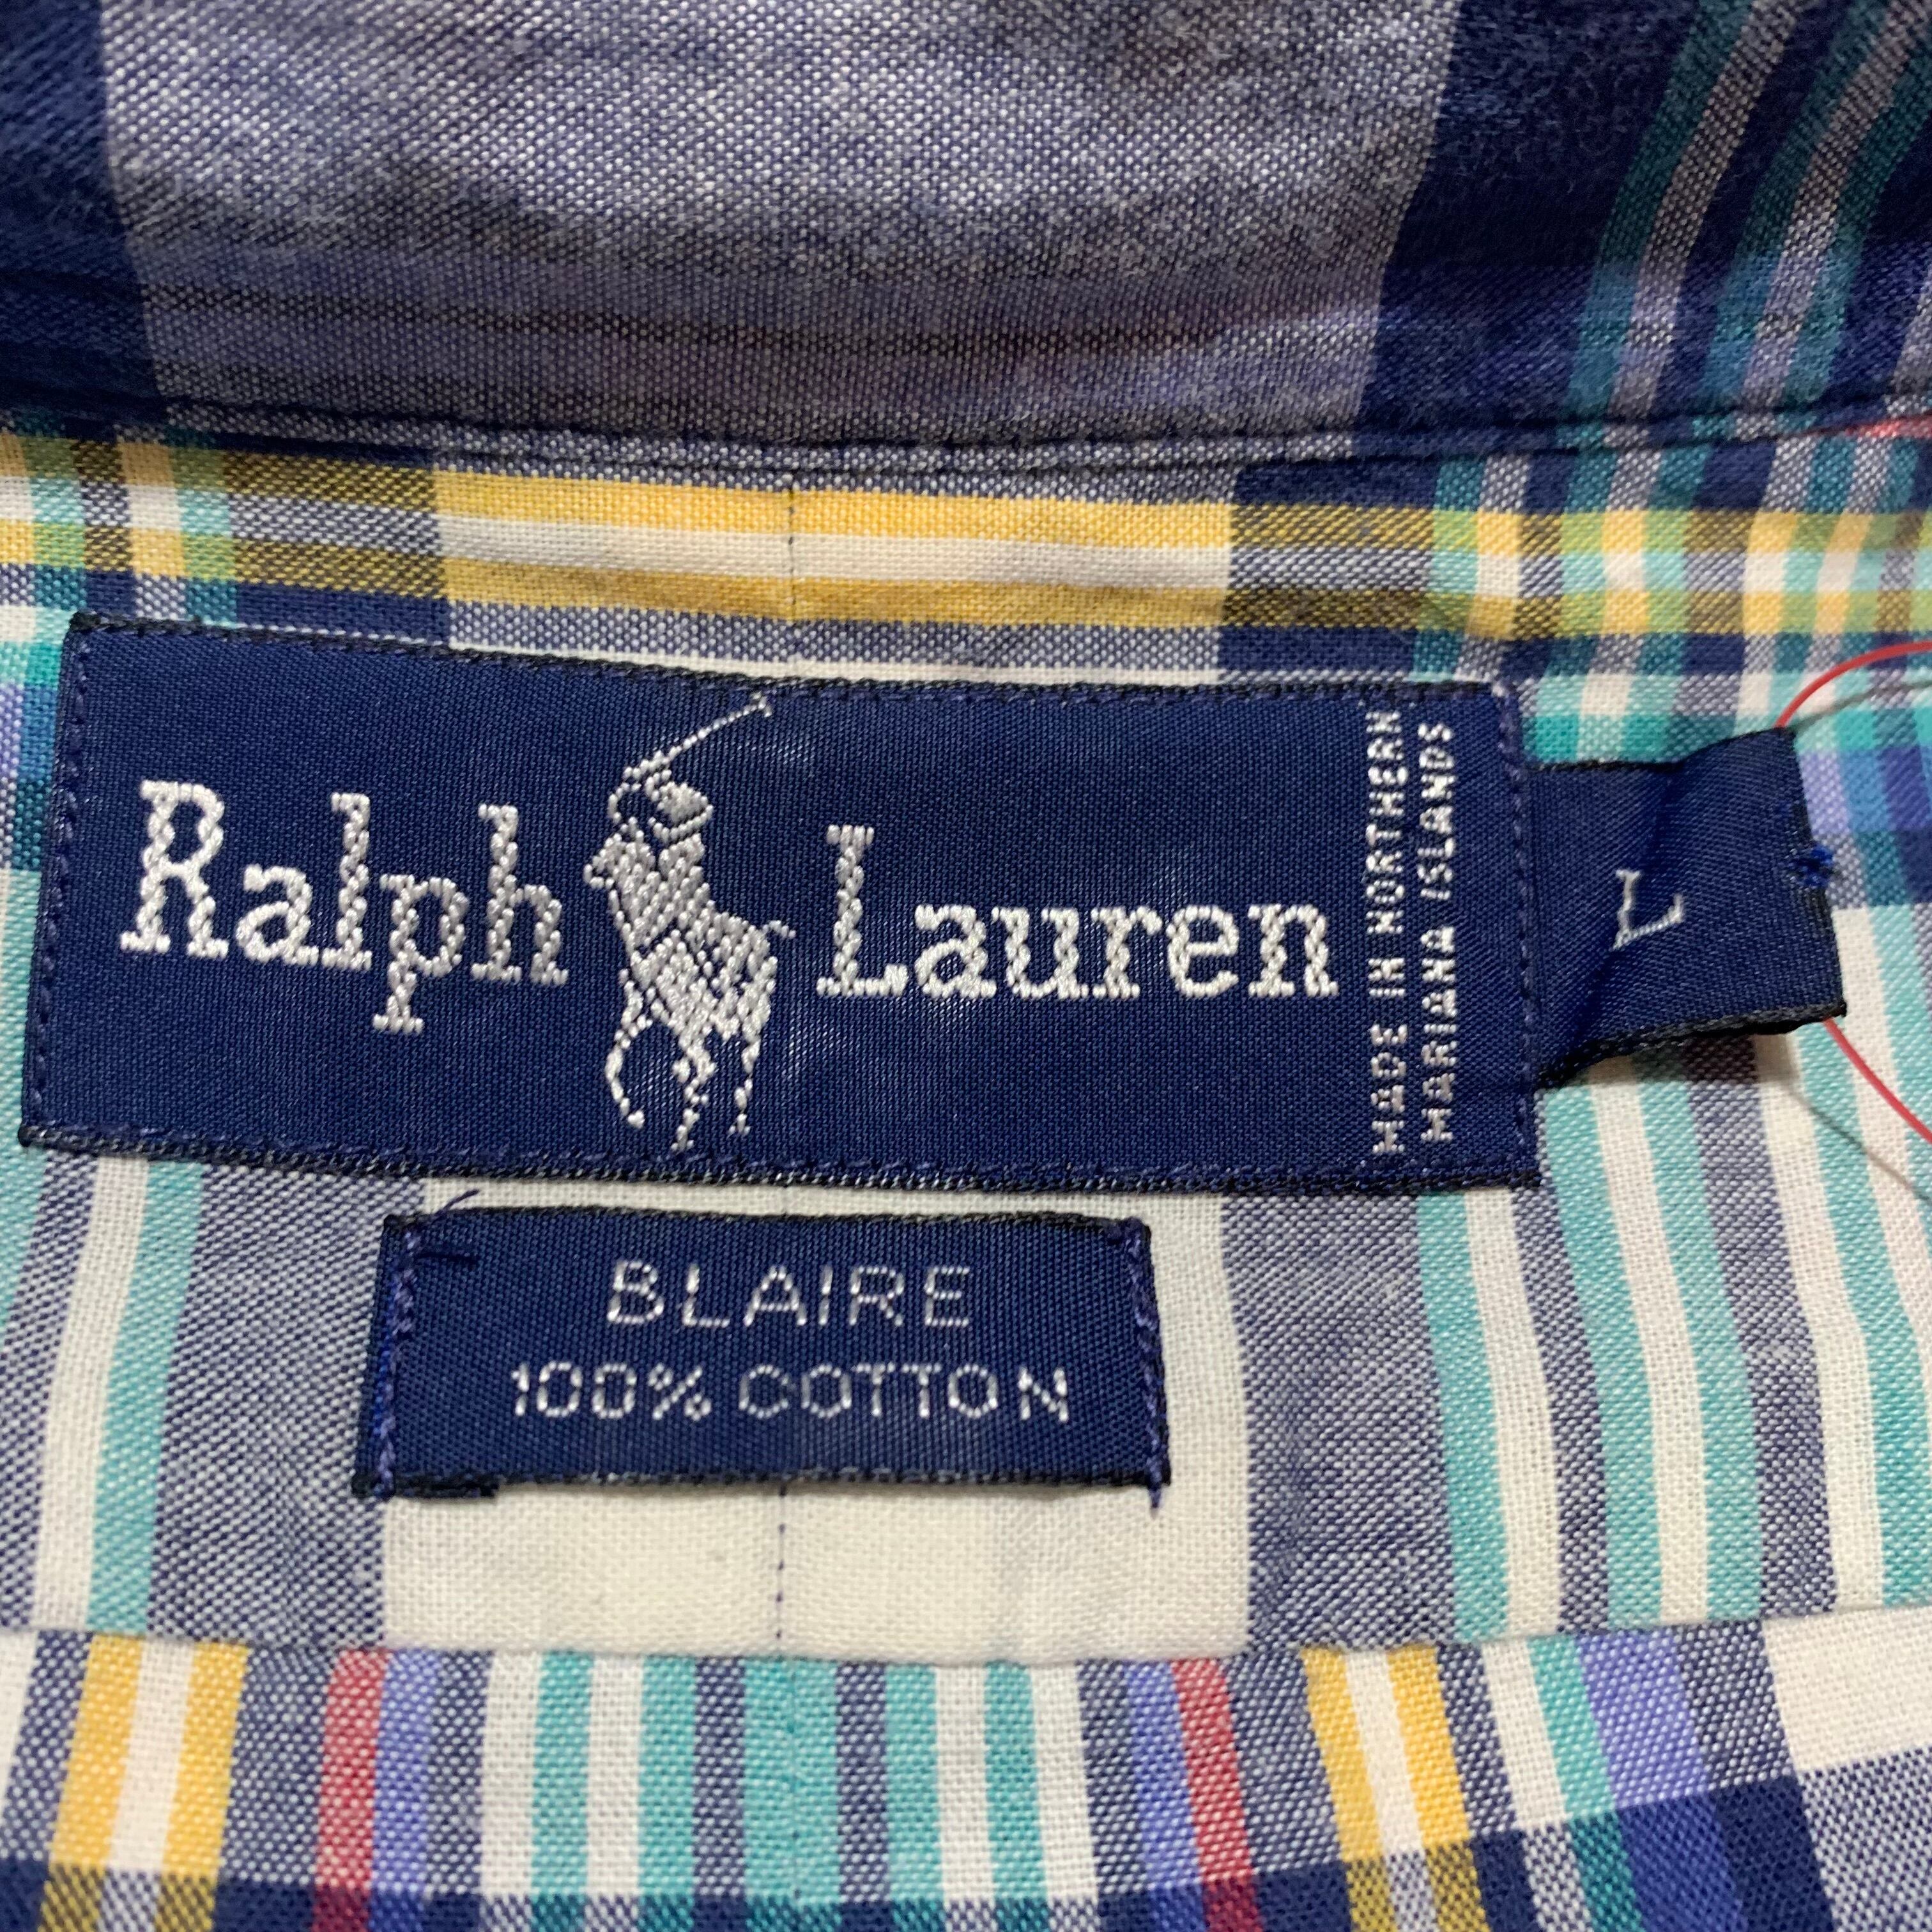 Ralph Lauren
MADE IN NORTHERN
MARIANA ISLANDS
L
BLAIRE
100% COTTON